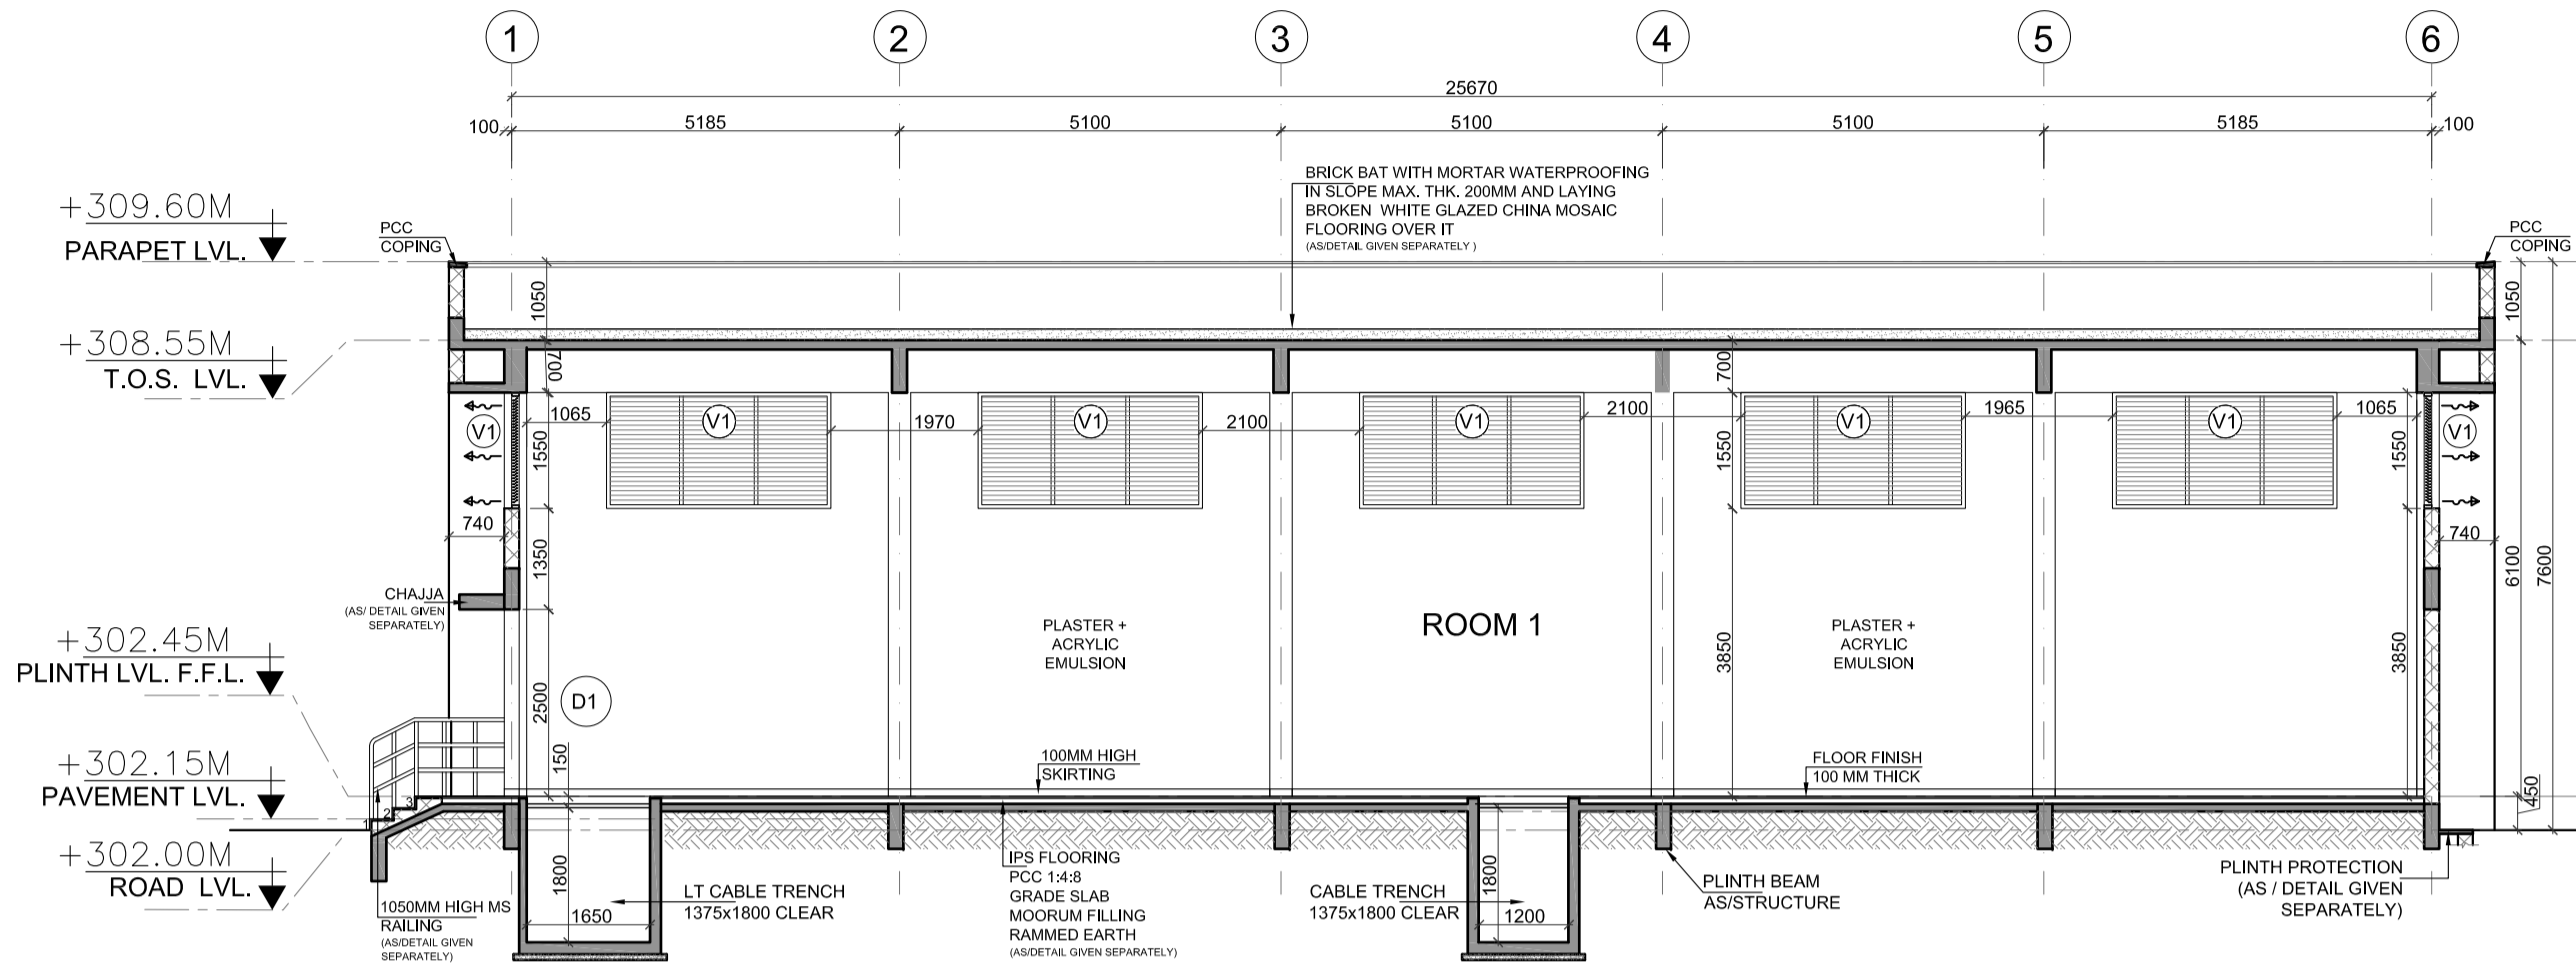 1 2 3 4 5 6
25670
100 5185 5100 5100 5100 5185 100
BRICK BAT WITH MORTAR WATERPROOFING
IN SLOPE MAX. THK. 200MM AND LAYING
BROKEN WHITE GLAZED CHINA MOSAIC
FLOORING OVER IT
(AS/DETAIL GIVEN SEPARATELY )
+309.60M
PARAPET LVL.
PCC
COPING
PCC
COPING
1050
1050
+308.55M
T.O.S. LVL.
700
700
V1 1065 V1 1970 V1 2100 V1 2100 V1 1965 V1 1065 V1
1550
1550
1550
740
740
1350
6100
7600
CHAJJA
(AS/ DETAIL GIVEN
SEPARATELY)
+302.45M
PLINTH LVL. F.F.L.
PLASTER +
ACRYLIC
EMULSION
ROOM 1
PLASTER +
ACRYLIC
EMULSION
3850
3850
2500
D1
150
+302.15M
PAVEMENT LVL.
100MM HIGH
SKIRTING
FLOOR FINISH
100 MM THICK
450
3
2
1
+302.00M
ROAD LVL.
1050MM HIGH MS
RAILING
(AS/DETAIL GIVEN
SEPARATELY)
1800
1650
LT CABLE TRENCH
1375x1800 CLEAR
IPS FLOORING
PCC 1:4:8
GRADE SLAB
MOORUM FILLING
RAMMED EARTH
(AS/DETAIL GIVEN SEPARATELY)
CABLE TRENCH
1375x1800 CLEAR
1800
1200
PLINTH BEAM
AS/STRUCTURE
PLINTH PROTECTION
(AS / DETAIL GIVEN
SEPARATELY)